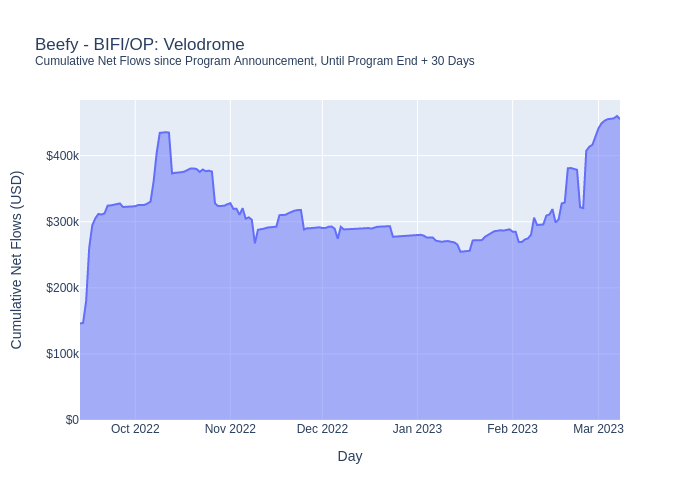 Beefy - BIFI/OP: Velodrome
Cumulative Net Flows since Program Announcement, Until Program End + 30 Days
Cumulative Net Flows (USD)
$400k
$300k
$200k
$100k
$0
Oct 2022
Nov 2022
Dec 2022
Jan 2023
Feb 2023
Mar 2023
Day